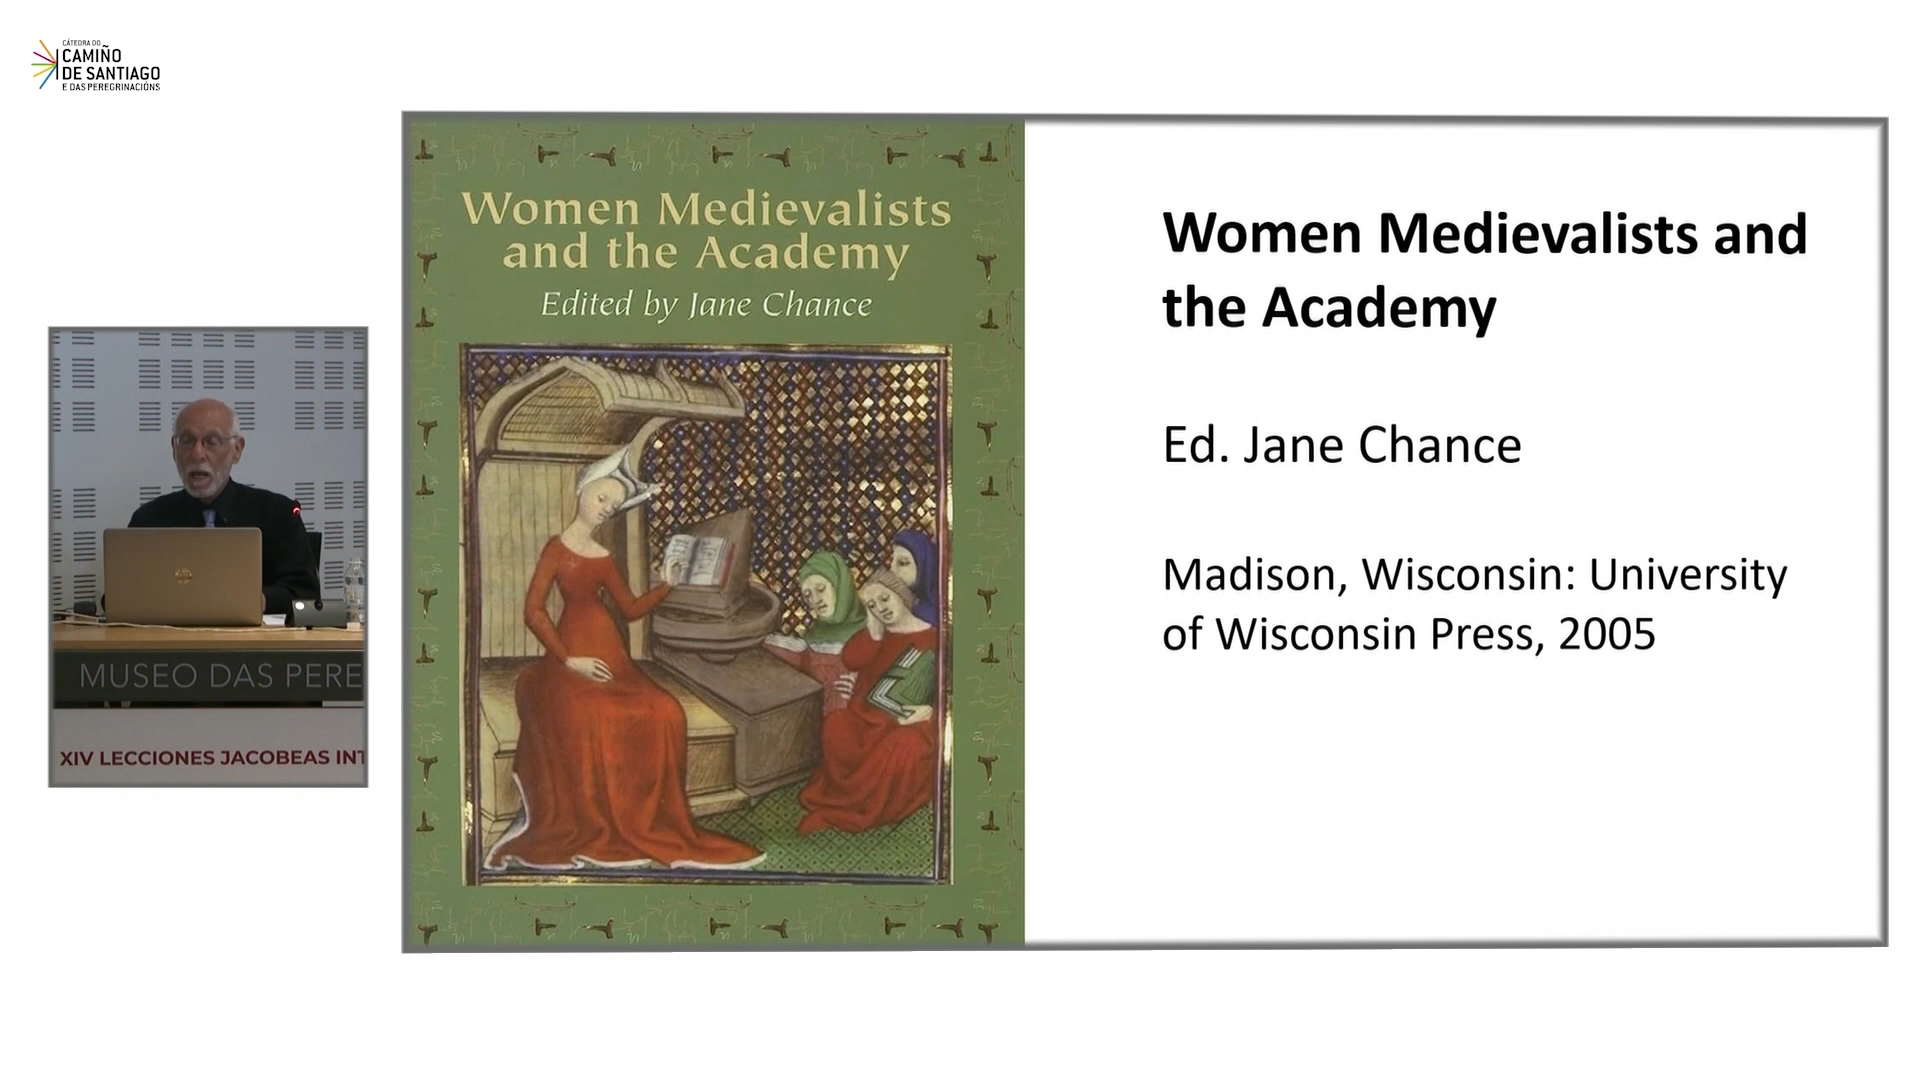 CÁTEDRA DO
CAMIÑO
DE SANTIAGO
E DAS PEREGRINACIÓNS
Women Medievalists
and the Academy
Edited by Jane Chance
Women Medievalists and
the Academy
Ed. Jane Chance
Madison, Wisconsin: University
of Wisconsin Press, 2005
MUSEO DAS PERE
XIV LECCIONES JACOBEAS INT